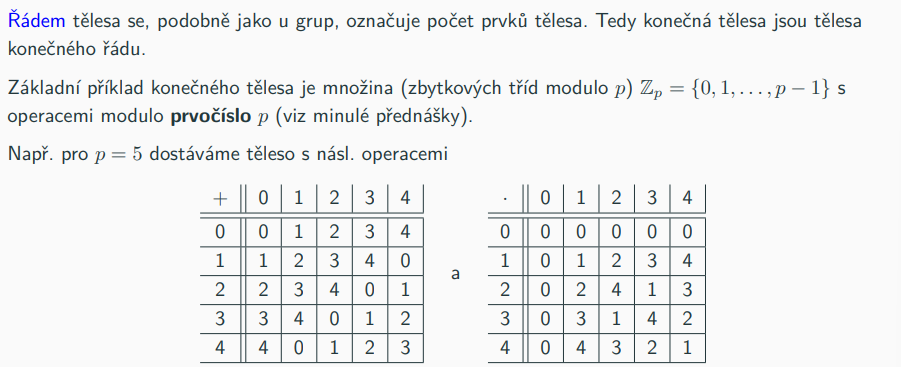 Řádem tělesa se, podobně jako u grup, označuje počet prvků tělesa. Tedy konečná tělesa jsou tělesa
konečného řádu.
Základní příklad konečného tělesa je množina (zbytkových tříd modulo p) ℤₚ = {0, 1, . . . , p − 1} s
operacemi modulo prvočíslo p (viz minulé přednášky).
Např. pro p = 5 dostáváme těleso s násl. operacemi
+ 0 1 2 3 4
0 0 1 2 3 4
1 1 2 3 4 0
2 2 3 4 0 1
3 3 4 0 1 2
4 4 0 1 2 3
a
· 0 1 2 3 4
0 0 0 0 0 0
1 0 1 2 3 4
2 0 2 4 1 3
3 0 3 1 4 2
4 0 4 3 2 1